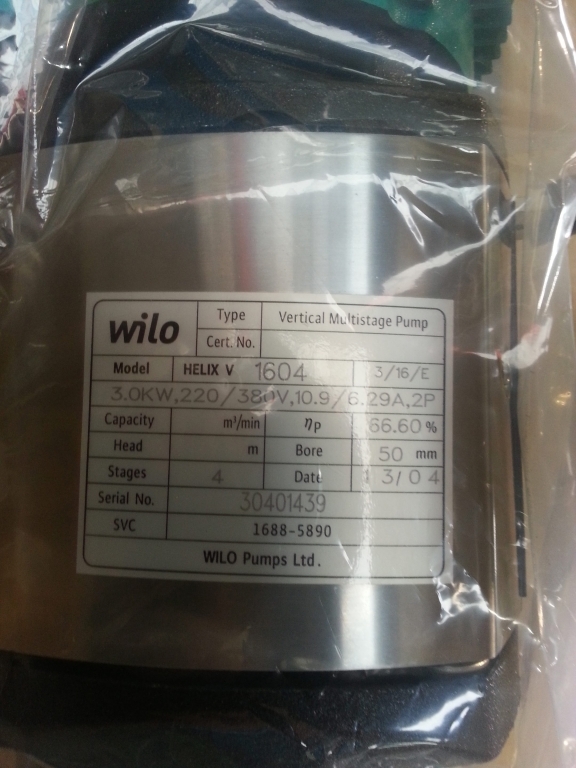 wilo Type Vertical Multistage Pump
Cert. No.
Model HELIX V 1604 3/16/E
3.0KW,220/380V,10.9/6.29A,2P
Capacity m³/min ηp 66.60 %
Head m Bore 50 mm
Stages 4 Date 13/04
Serial No. 30401439
SVC 1688-5890
WILO Pumps Ltd.